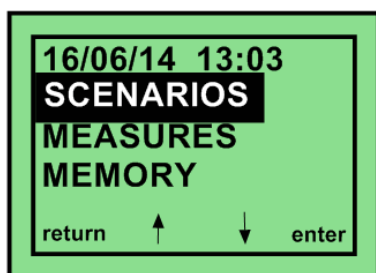 16/06/14 13:03
SCENARIOS
MEASURES
MEMORY
return ↑ ↓ enter